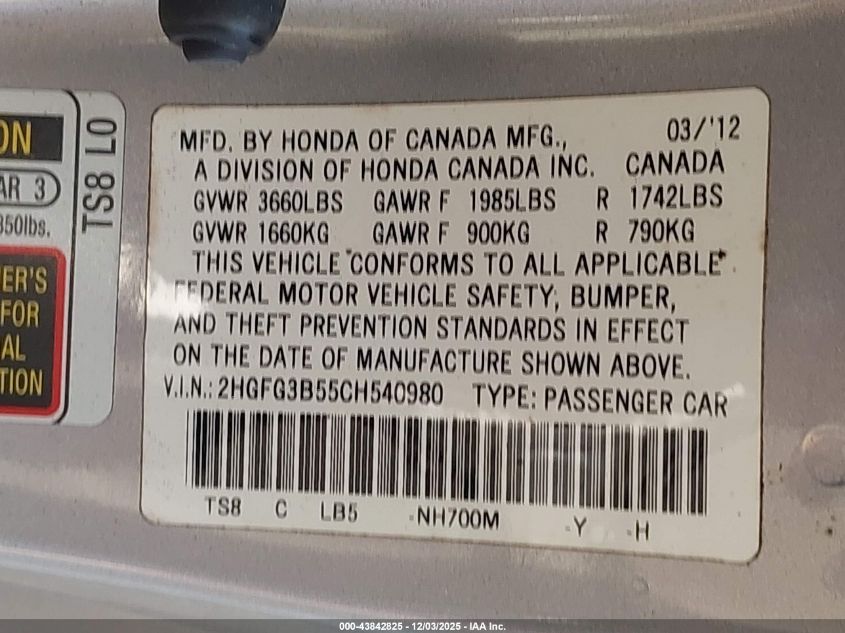 ON
AR 3
350lbs.
ER'S
FOR
AL
TION
TS8 L0
MFD. BY HONDA OF CANADA MFG., 03/'12
A DIVISION OF HONDA CANADA INC. CANADA
GVWR 3660LBS GAWR F 1985LBS R 1742LBS
GVWR 1660KG GAWR F 900KG R 790KG
THIS VEHICLE CONFORMS TO ALL APPLICABLE
FEDERAL MOTOR VEHICLE SAFETY, BUMPER,
AND THEFT PREVENTION STANDARDS IN EFFECT
ON THE DATE OF MANUFACTURE SHOWN ABOVE.
V.I.N.: 2HGFG3B55CH540980 TYPE: PASSENGER CAR
TS8 C LB5 -NH700M -Y -H
000-43842825 - 12/03/2025 - IAA Inc.